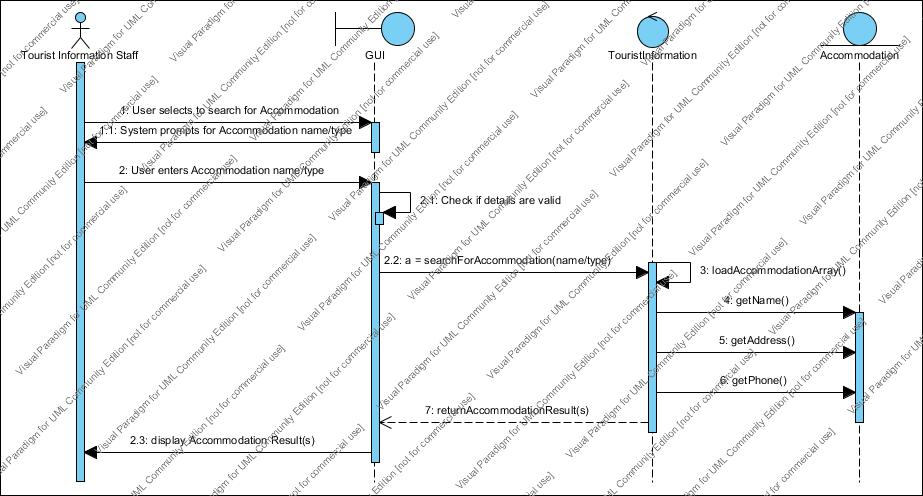 Tourist Information Staff
GUI
TouristInformation
Accommodation
1: User selects to search for Accommodation
1.1: System prompts for Accommodation name/type
2: User enters Accommodation name/type
2.1: Check if details are valid
2.2: a = searchForAccommodation(name/type)
3: loadAccommodationArray()
4: getName()
5: getAddress()
6: getPhone()
7: returnAccommodationResult(s)
2.3: display Accommodation Result(s)
Visual Paradigm for UML Community Edition [not for commercial use]